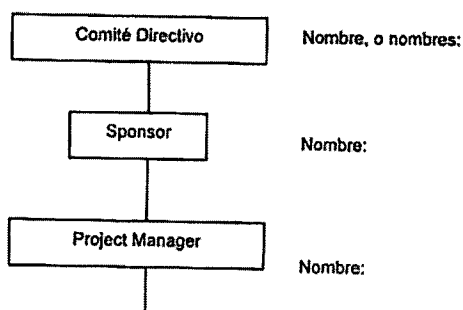 Comité Directivo
Nombre, o nombres:
Sponsor
Nombre:
Project Manager
Nombre: